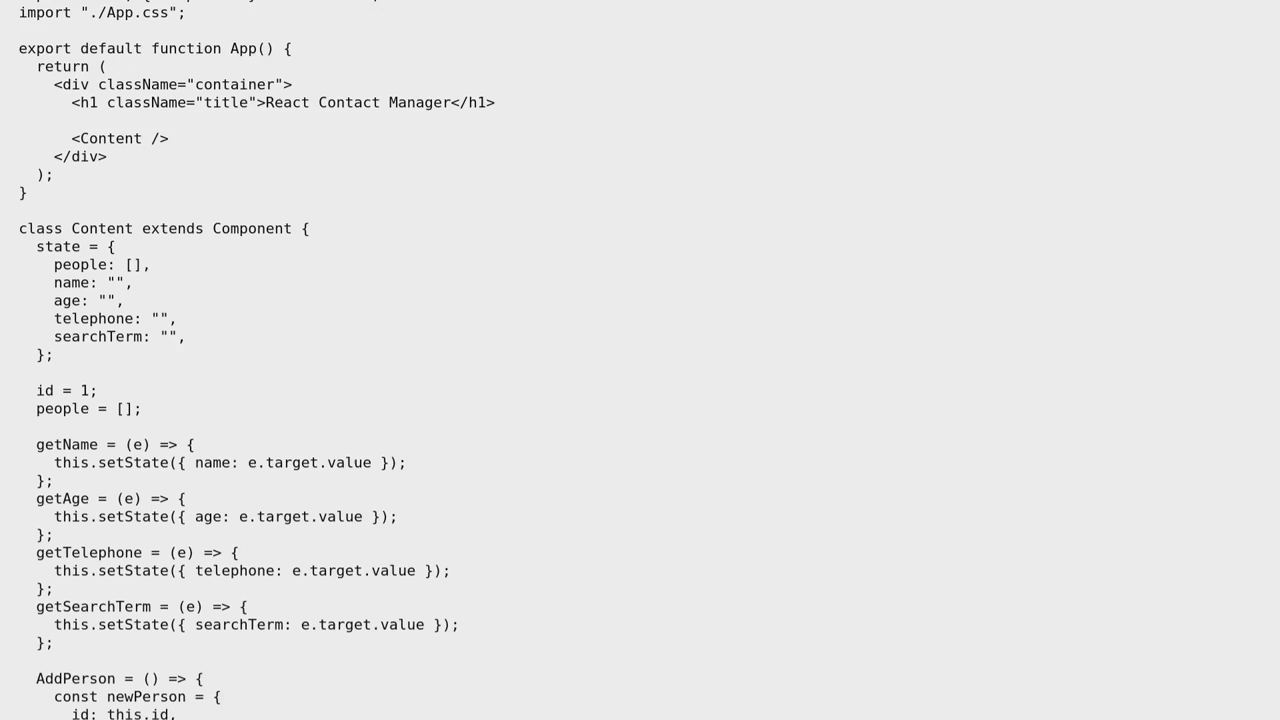 import "./App.css";
export default function App() {
return (
<div className="container">
<h1 className="title">React Contact Manager</h1>
<Content />
</div>
);
}
class Content extends Component {
state = {
people: [],
name: "",
age: "",
telephone: "",
searchTerm: "",
};
id = 1;
people = [];
getName = (e) => {
this.setState({ name: e.target.value });
};
getAge = (e) => {
this.setState({ age: e.target.value });
};
getTelephone = (e) => {
this.setState({ telephone: e.target.value });
};
getSearchTerm = (e) => {
this.setState({ searchTerm: e.target.value });
};
AddPerson = () => {
const newPerson = {
id: this.id,